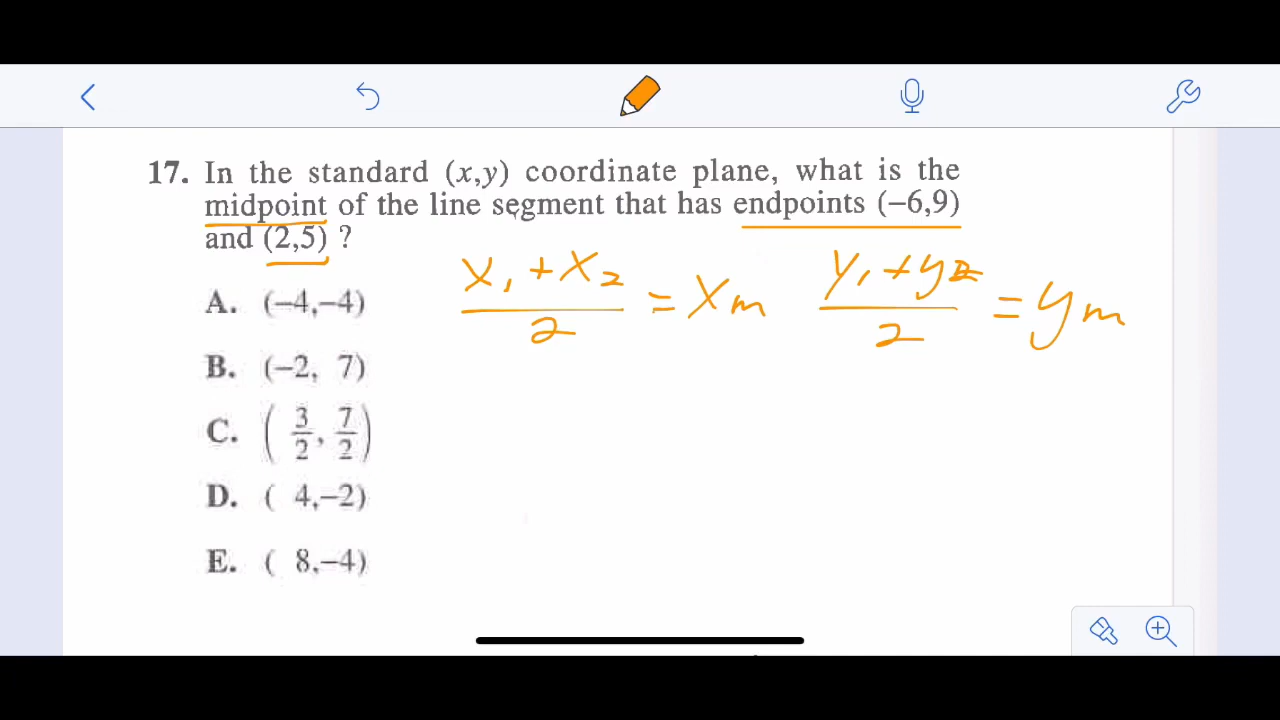 17. In the standard (x,y) coordinate plane, what is the
midpoint of the line segment that has endpoints (−6,9)
and (2,5) ?
x₁ + x₂ / 2 = xm
y₁ + y₂ / 2 = ym
A. (−4,−4)
B. (−2, 7)
C. (3/2, 7/2)
D. ( 4,−2)
E. ( 8,−4)